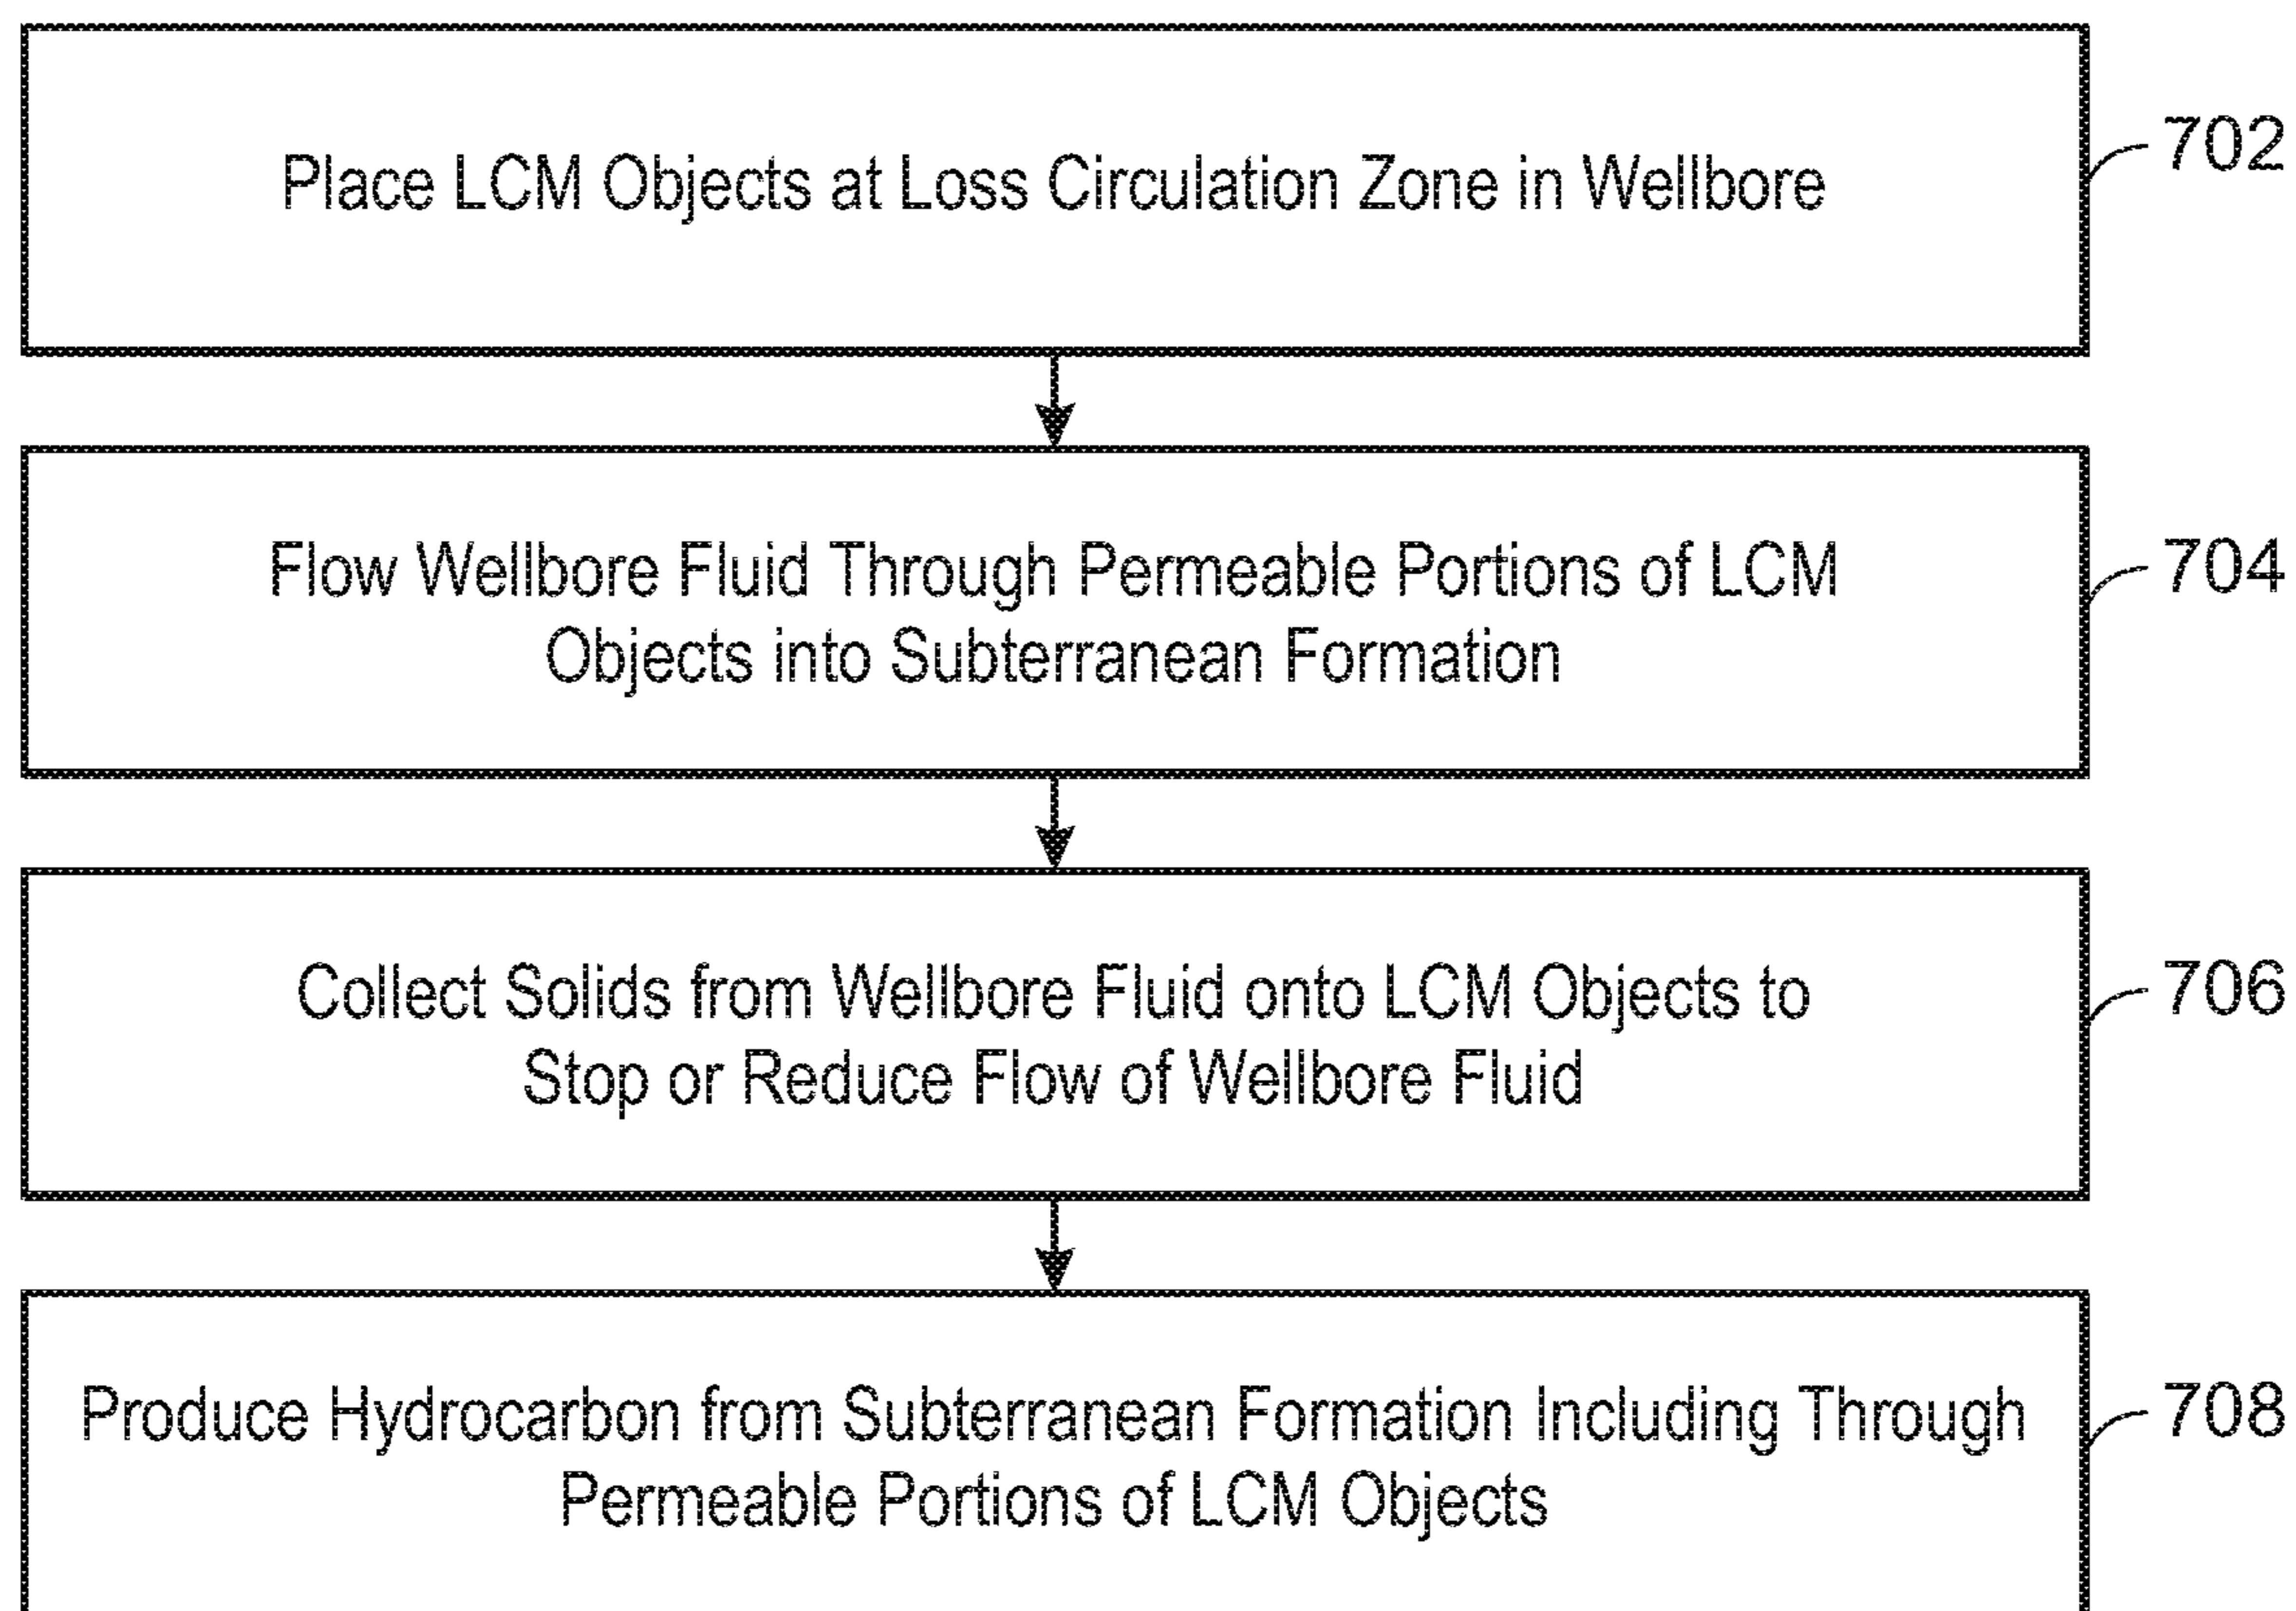 Place LCM Objects at Loss Circulation Zone in Wellbore
702
Flow Wellbore Fluid Through Permeable Portions of LCM
Objects into Subterranean Formation
704
Collect Solids from Wellbore Fluid onto LCM Objects to
Stop or Reduce Flow of Wellbore Fluid
706
Produce Hydrocarbon from Subterranean Formation Including Through
Permeable Portions of LCM Objects
708